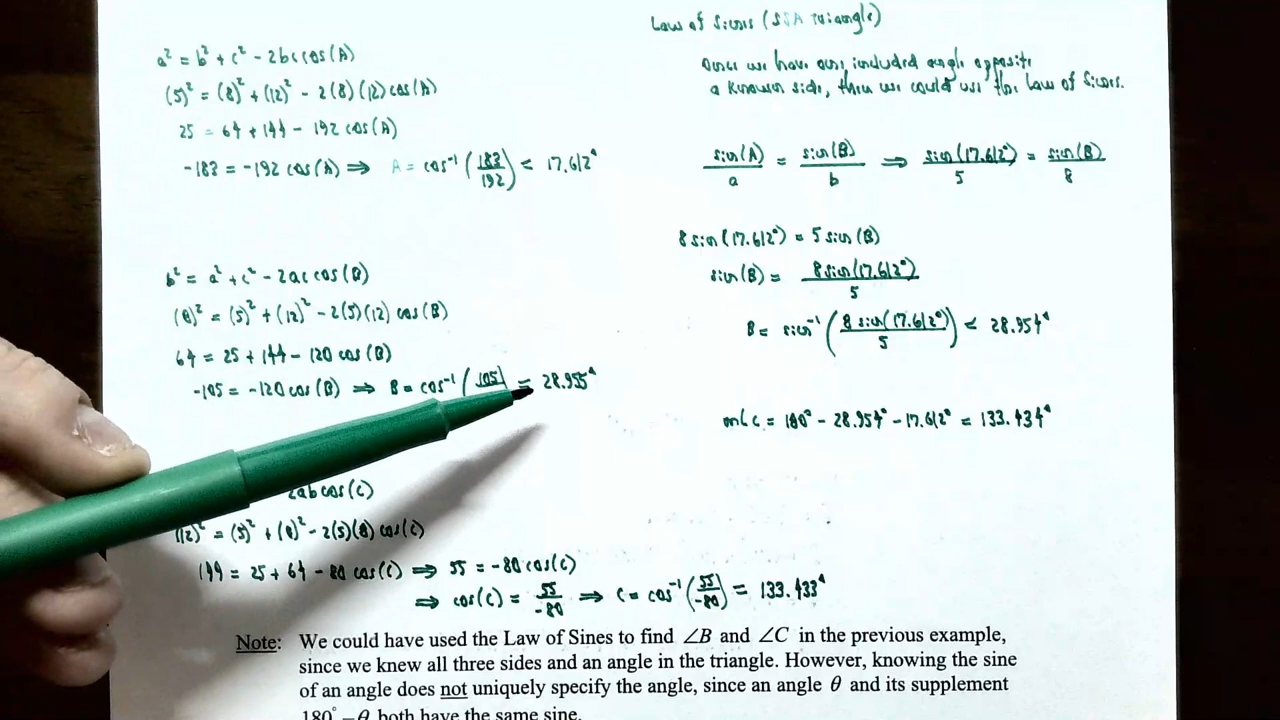 a² = b² + c² - 2bc cos(A)
(5)² = (8)² + (12)² - 2(8)(12) cos(A)
25 = 64 + 144 - 192 cos(A)
-183 = -192 cos(A) ⇒ A = cos⁻¹(183/192) = 17.612°
b² = a² + c² - 2ac cos(B)
(8)² = (5)² + (12)² - 2(5)(12) cos(B)
64 = 25 + 144 - 120 cos(B)
-105 = -120 cos(B) ⇒ B = cos⁻¹(105 = 28.955°
2ab cos(C)
(12)² = (5)² + (8)² - 2(5)(8) cos(C)
144 = 25 + 64 - 80 cos(C) ⇒ 55 = -80 cos(C)
⇒ cos(C) = 55/-80 ⇒ C = cos⁻¹(55/-80) = 133.433°
Law of Sines (SSA triangle)
Once we have one included angle opposite
a known side, then we could use the law of Sines.
sin(A)/a = sin(B)/b ⇒ sin(17.612°)/5 = sin(B)/8
8 sin(17.612°) = 5 sin(B)
sin(B) = 8 sin(17.612°)/5
B = sin⁻¹(8 sin(17.612°)/5) = 28.954°
m∠C = 180° - 28.954° - 17.612° = 133.434°
Note: We could have used the Law of Sines to find ∠B and ∠C in the previous example,
since we knew all three sides and an angle in the triangle. However, knowing the sine
of an angle does not uniquely specify the angle, since an angle θ and its supplement
180° - θ both have the same sine.